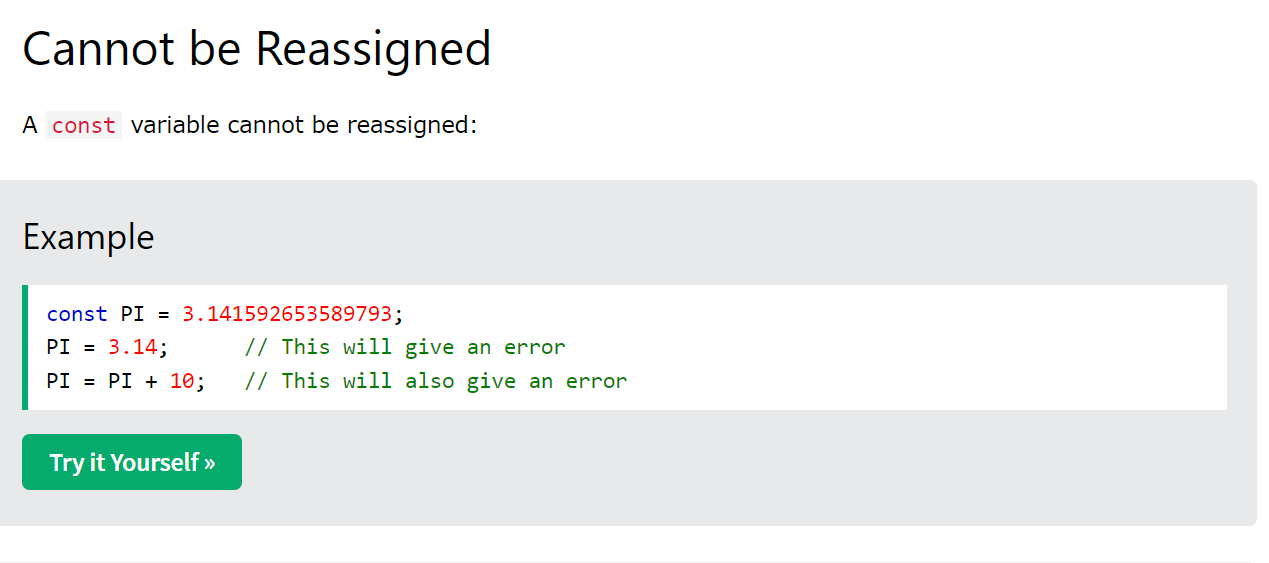 Cannot be Reassigned
A const variable cannot be reassigned:
Example
const PI = 3.141592653589793;
PI = 3.14;      // This will give an error
PI = PI + 10;   // This will also give an error
Try it Yourself »